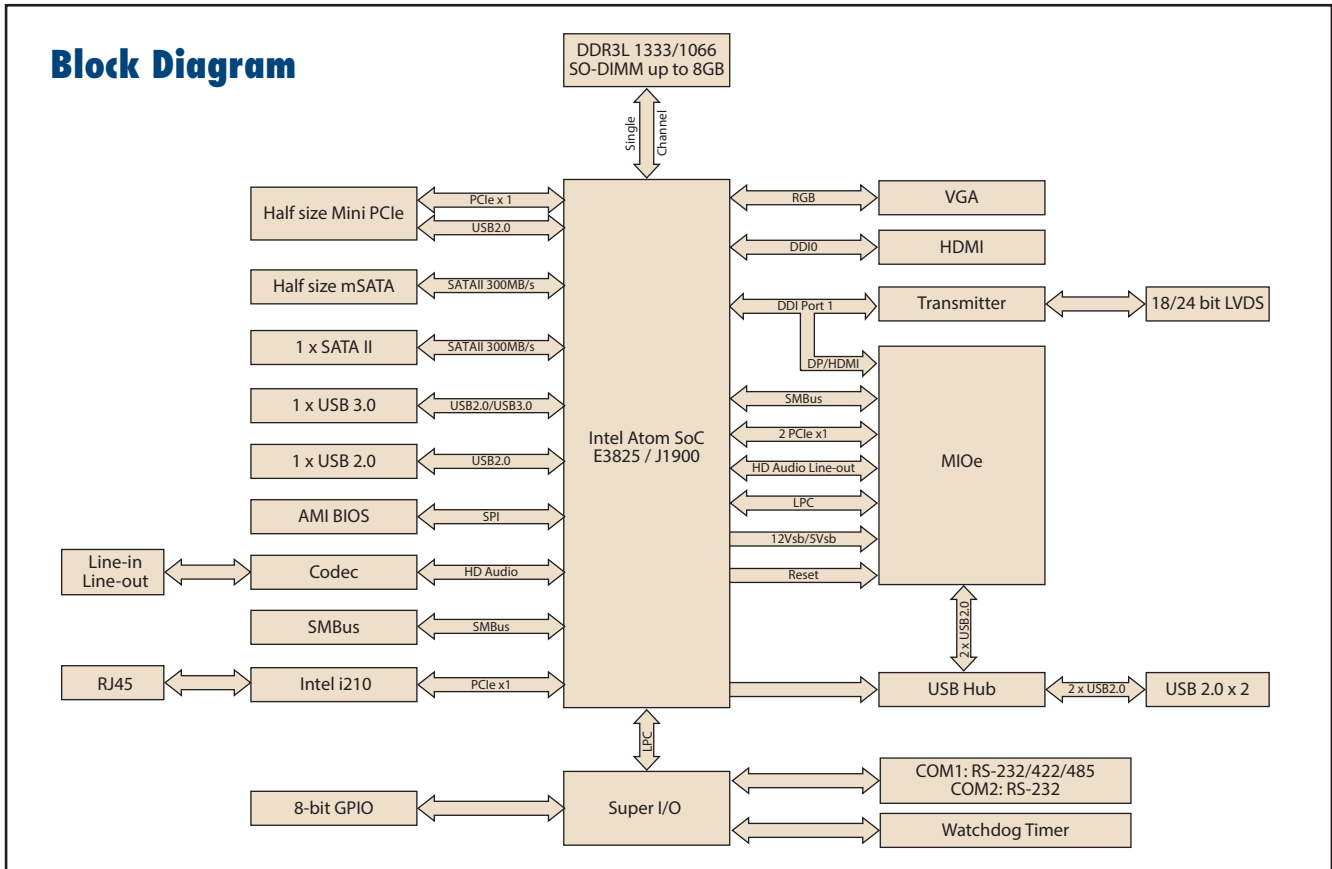 Block Diagram
DDR3L 1333/1066
SO-DIMM up to 8GB
Single
Channel
Half size Mini PCIe
PCIe x 1
USB2.0
Half size mSATA
SATAII 300MB/s
1 x SATA II
SATAII 300MB/s
1 x USB 3.0
USB2.0/USB3.0
1 x USB 2.0
USB2.0
AMI BIOS
SPI
Line-in
Line-out
Codec
HD Audio
SMBus
SMBus
RJ45
Intel i210
PCIe x1
Intel Atom SoC
E3825 / J1900
RGB
VGA
DDI0
HDMI
DDI Port 1
Transmitter
18/24 bit LVDS
DP/HDMI
SMBus
2 PCIe x1
HD Audio Line-out
LPC
12Vsb/5Vsb
Reset
MIOe
2 x USB2.0
USB Hub
2 x USB2.0
USB 2.0 x 2
LPC
8-bit GPIO
Super I/O
COM1: RS-232/422/485
COM2: RS-232
Watchdog Timer